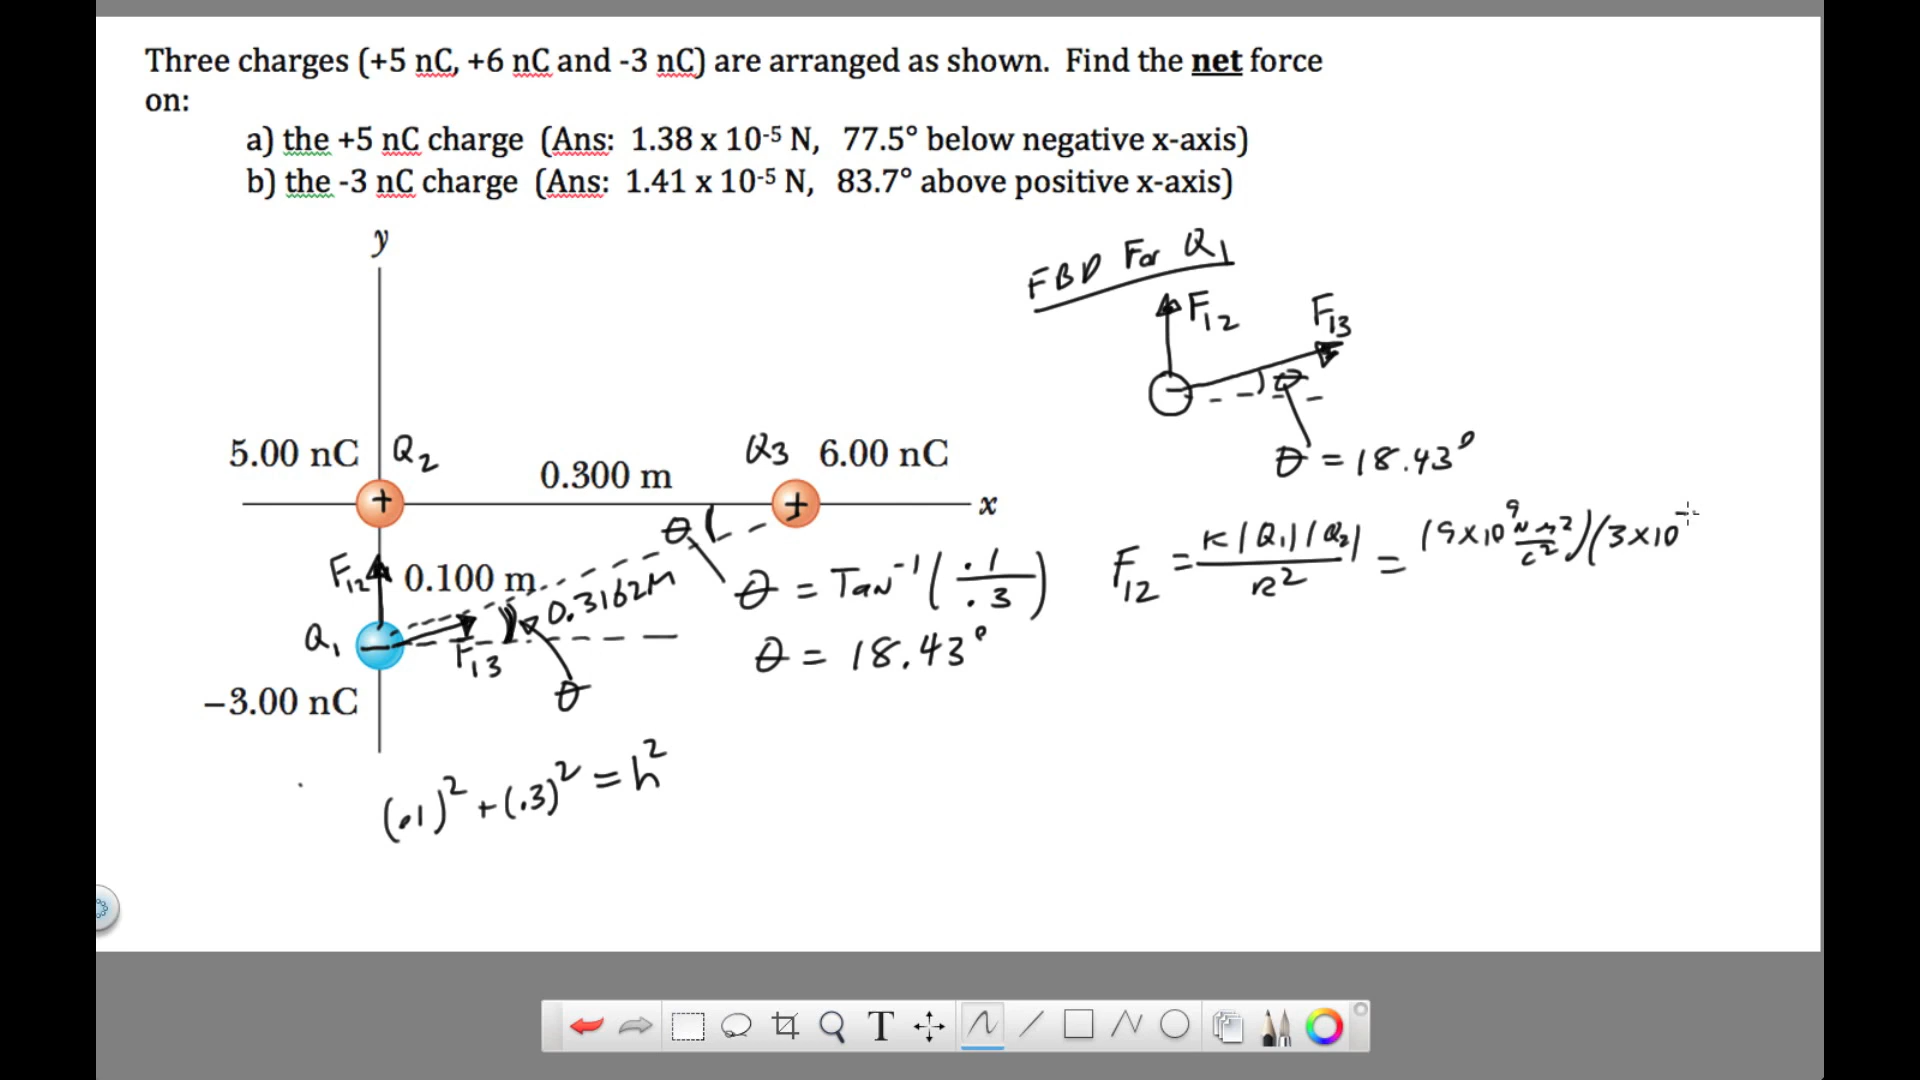 Three charges (+5 nC, +6 nC and -3 nC) are arranged as shown. Find the net force
on:
a) the +5 nC charge (Ans: 1.38 x 10⁻⁵ N, 77.5° below negative x-axis)
b) the -3 nC charge (Ans: 1.41 x 10⁻⁵ N, 83.7° above positive x-axis)
y
FBD For Q₁
F₁₂
F₁₃
θ
θ = 18.43°
5.00 nC
Q₂
0.300 m
Q₃
6.00 nC
+
+
x
θ
F₁₂
0.100 m
0.3162m
θ = Tan⁻¹(.1/.3)
F₁₂ = K|Q₁||Q₂|/R² = (9x10⁹ N m²/C²)(3x10⁻
Q₁
−
F₁₃
θ = 18.43°
θ
−3.00 nC
(.1)² + (.3)² = h²
T